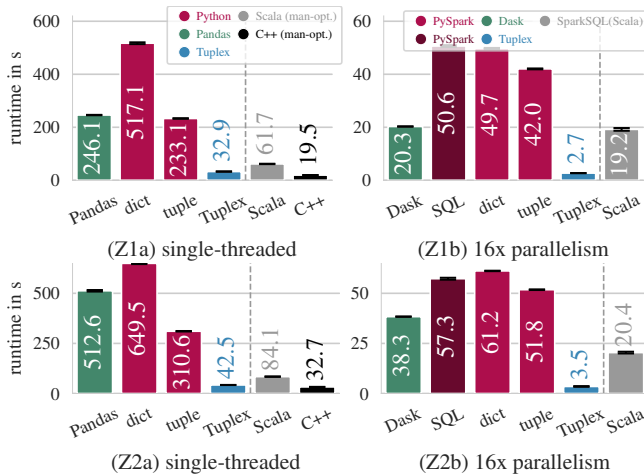 runtime in s
600
400
200
0
Python
Pandas
Tuplex
Scala (man-opt.)
C++ (man-opt.)
246.1
517.1
233.1
32.9
61.7
19.5
Pandas
dict
tuple
Tuplex
Scala
C++
(Z1a) single-threaded
60
40
20
0
PySpark
PySpark
Dask
Tuplex
SparkSQL(Scala)
20.3
50.6
49.7
42.0
2.7
19.2
Dask
SQL
dict
tuple
Tuplex
Scala
(Z1b) 16x parallelism
runtime in s
500
250
0
512.6
649.5
310.6
42.5
84.1
32.7
Pandas
dict
tuple
Tuplex
Scala
C++
(Z2a) single-threaded
50
25
0
38.3
57.3
61.2
51.8
3.5
20.4
Dask
SQL
dict
tuple
Tuplex
Scala
(Z2b) 16x parallelism